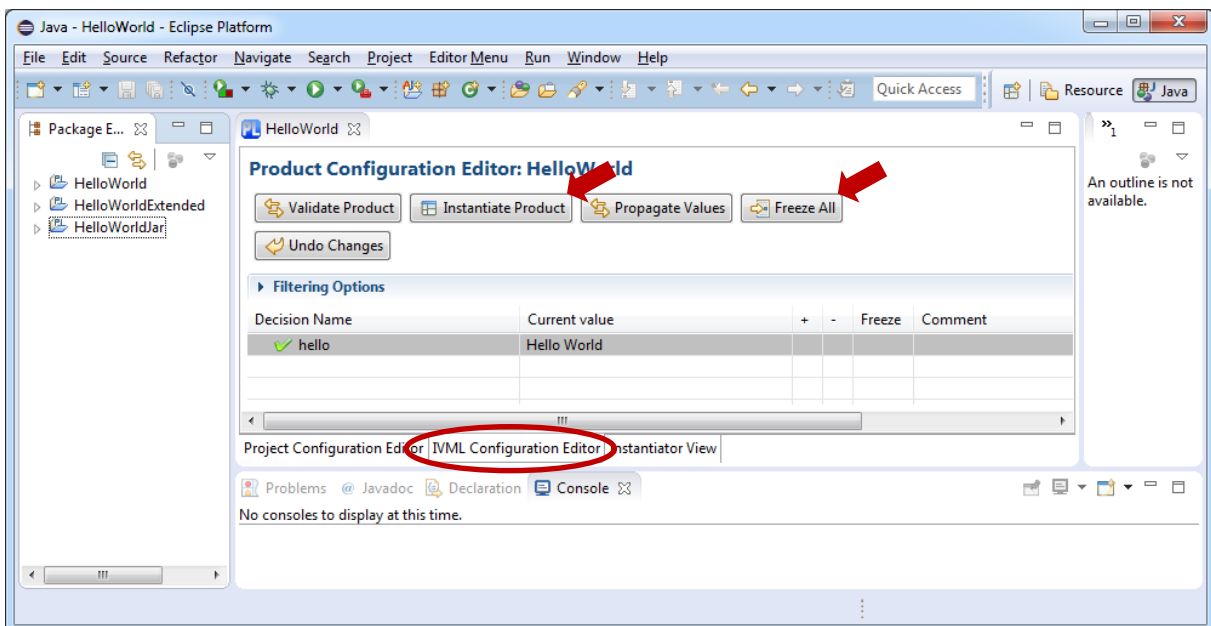 Java - HelloWorld - Eclipse Platform
File Edit Source Refactor Navigate Search Project Editor Menu Run Window Help
Quick Access Resource Java
Package E...
HelloWorld
HelloWorldExtended
HelloWorldJar
HelloWorld
Product Configuration Editor: HelloWorld
Validate Product Instantiate Product Propagate Values Freeze All
Undo Changes
Filtering Options
Decision Name Current value + - Freeze Comment
hello Hello World
Project Configuration Editor IVML Configuration Editor Instantiator View
Problems @ Javadoc Declaration Console
No consoles to display at this time.
»1
An outline is not
available.